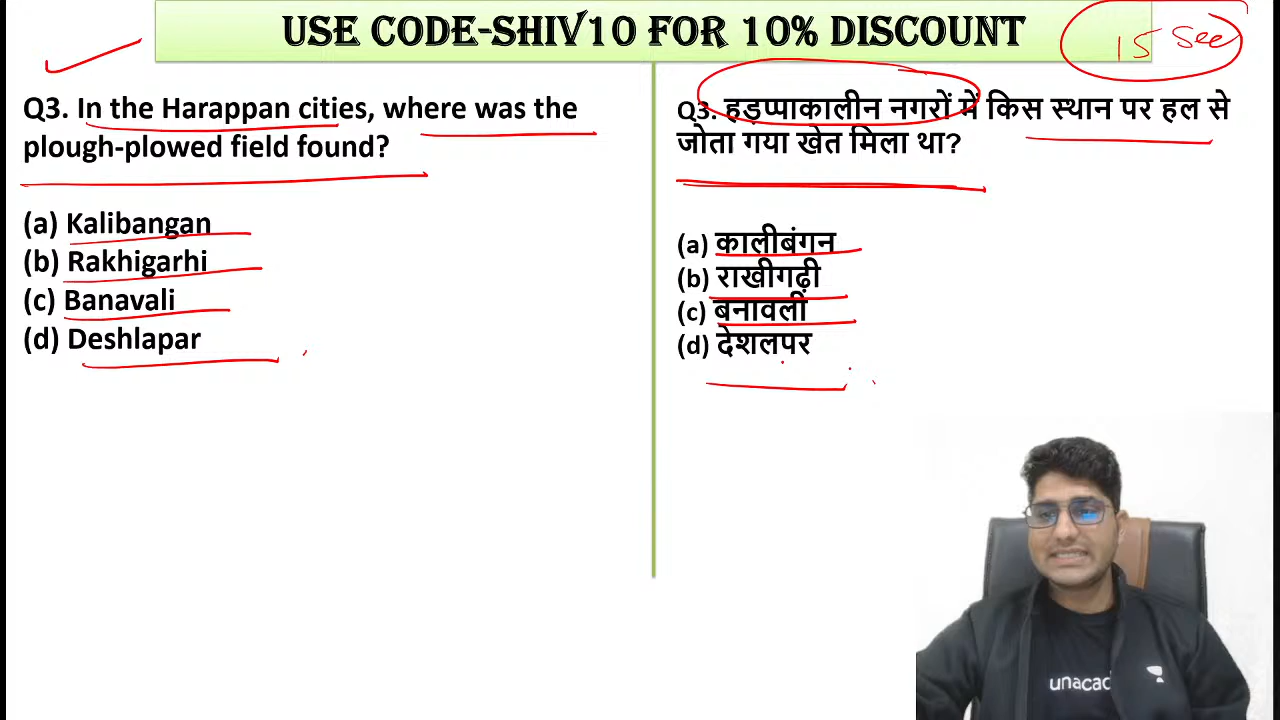 USE CODE-SHIV10 FOR 10% DISCOUNT
15 See
Q3. In the Harappan cities, where was the
plough-plowed field found?
(a) Kalibangan
(b) Rakhigarhi
(c) Banavali
(d) Deshlapar
Q3. हड़प्पाकालीन नगरों में किस स्थान पर हल से
जोता गया खेत मिला था?
(a) कालीबंगन
(b) राखीगढ़ी
(c) बनावली
(d) देशलपर
unacad